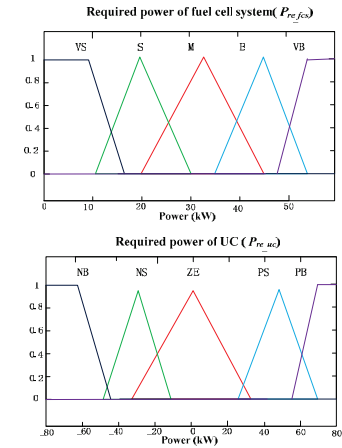 Required power of fuel cell system(Pre_fcs)
VS S M B VB
1
0.8
0.6
0.4
0.2
0
0 10 20 30 40 50
Power (kW)
Required power of UC (Pre_uc)
NB NS ZE PS PB
1
0.8
0.6
0.4
0.2
0
-80 -60 -40 -20 0 20 40 60 80
Power (kW)